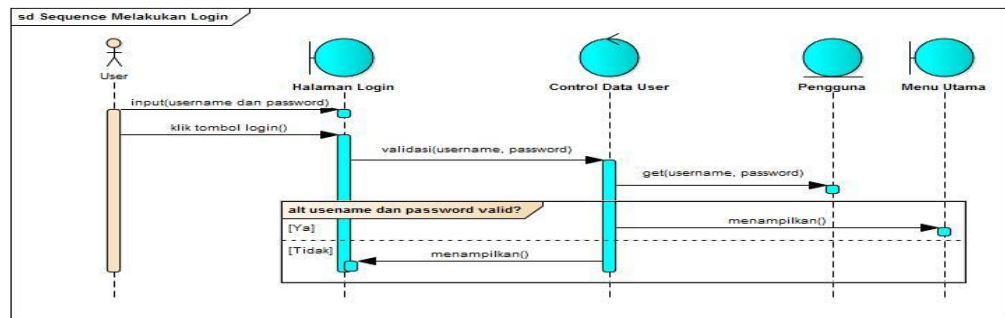 sd Sequence Melakukan Login
User
Halaman Login
Control Data User
Pengguna
Menu Utama
input(username dan password)
klik tombol login()
validasi(username, password)
get(username, password)
alt usename dan password valid?
[Ya]
menampilkan()
[Tidak]
menampilkan()